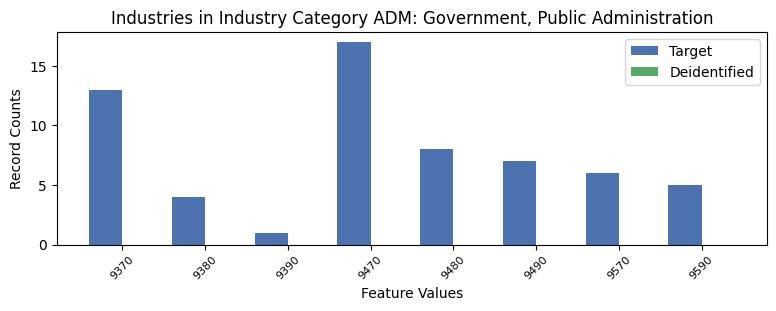 Industries in Industry Category ADM: Government, Public Administration
Target
Deidentified
Record Counts
15
10
5
0
9370 9380 9390 9470 9480 9490 9570 9590
Feature Values